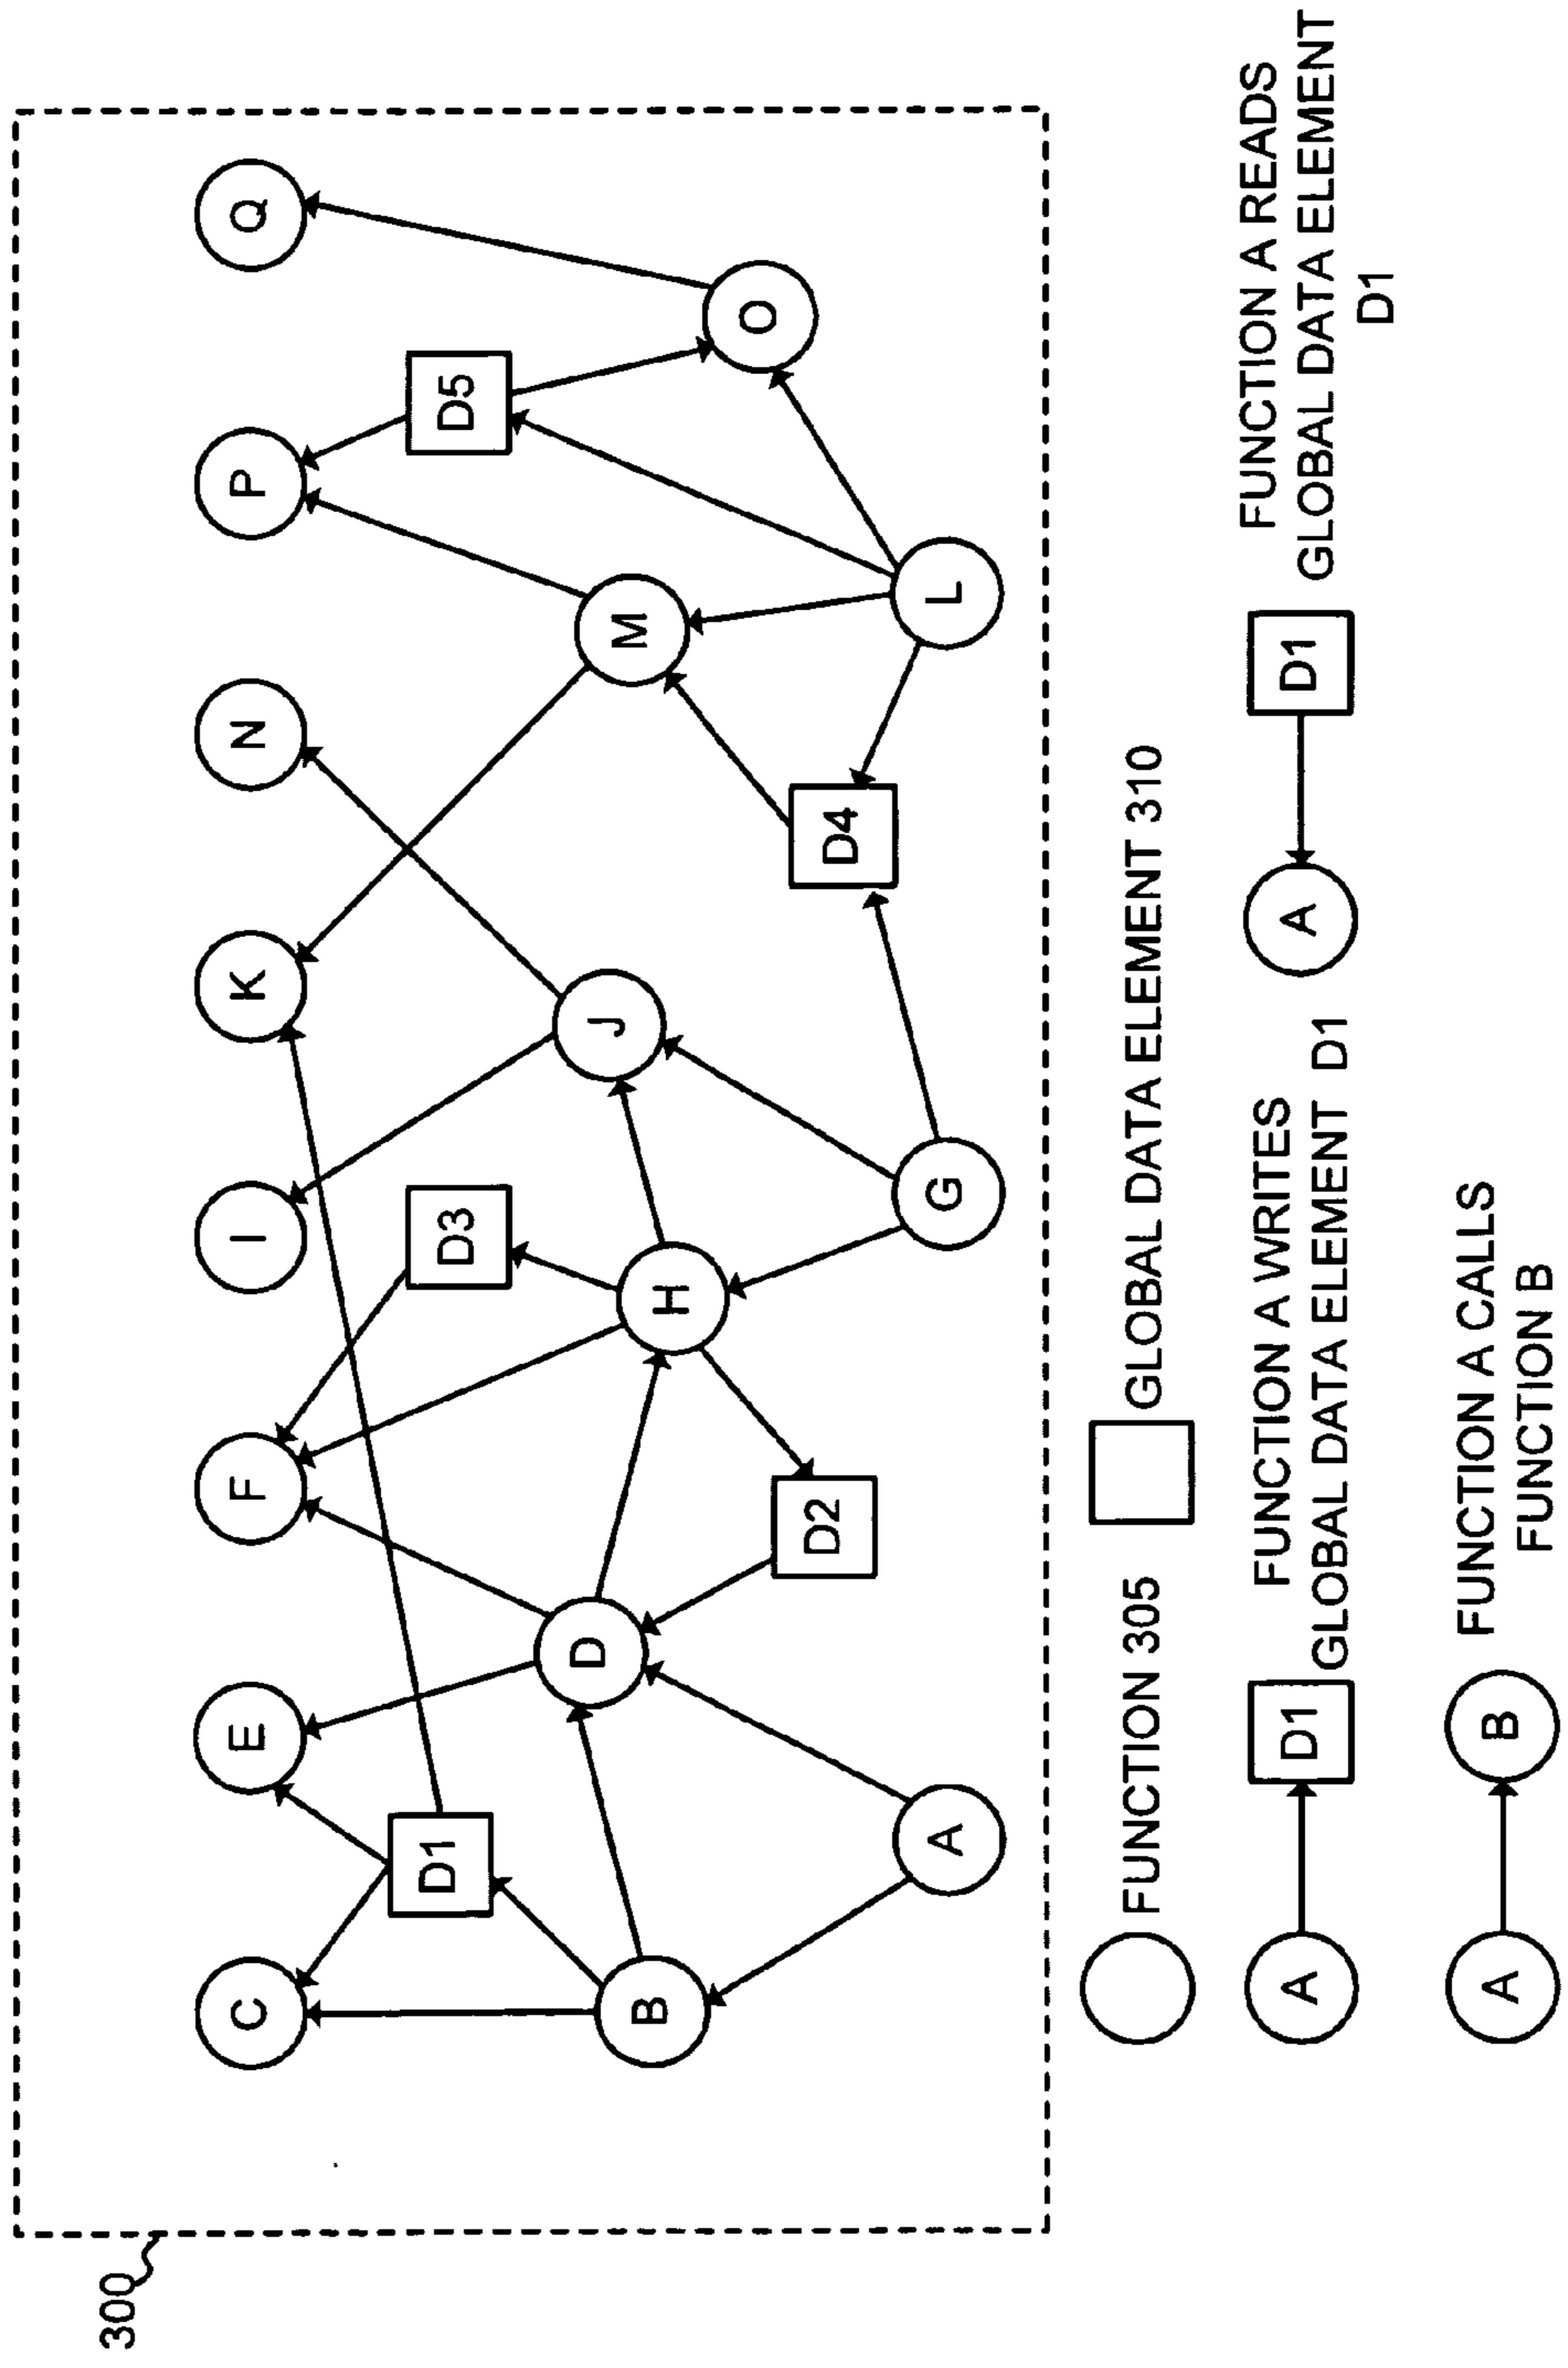 300
C
E
F
I
K
N
P
Q
D1
D3
D5
D
J
M
B
H
O
D2
D4
A
G
L
FUNCTION 305
GLOBAL DATA ELEMENT 310
A
D1
FUNCTION A WRITES
GLOBAL DATA ELEMENT D1
A
D1
FUNCTION A READS
GLOBAL DATA ELEMENT
D1
A
B
FUNCTION A CALLS
FUNCTION B